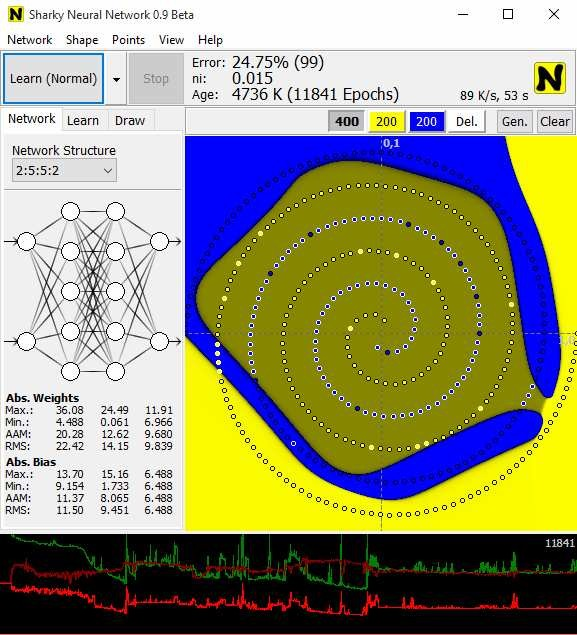 Sharky Neural Network 0.9 Beta
Network Shape Points View Help
Learn (Normal) Stop
Error: 24.75% (99)
ni: 0.015
Age: 4736 K (11841 Epochs)
89 K/s, 53 s
N
Network Learn Draw
400 200 200 Del. Gen. Clear
Network Structure
2:5:5:2
0,1
1,0
Abs. Weights
Max.: 36.08 24.49 11.91
Min.: 4.488 0.061 6.966
AAM: 20.28 12.62 9.680
RMS: 22.42 14.15 9.839
Abs. Bias
Max.: 13.70 15.16 6.488
Min.: 9.154 1.733 6.488
AAM: 11.37 8.065 6.488
RMS: 11.50 9.451 6.488
11841